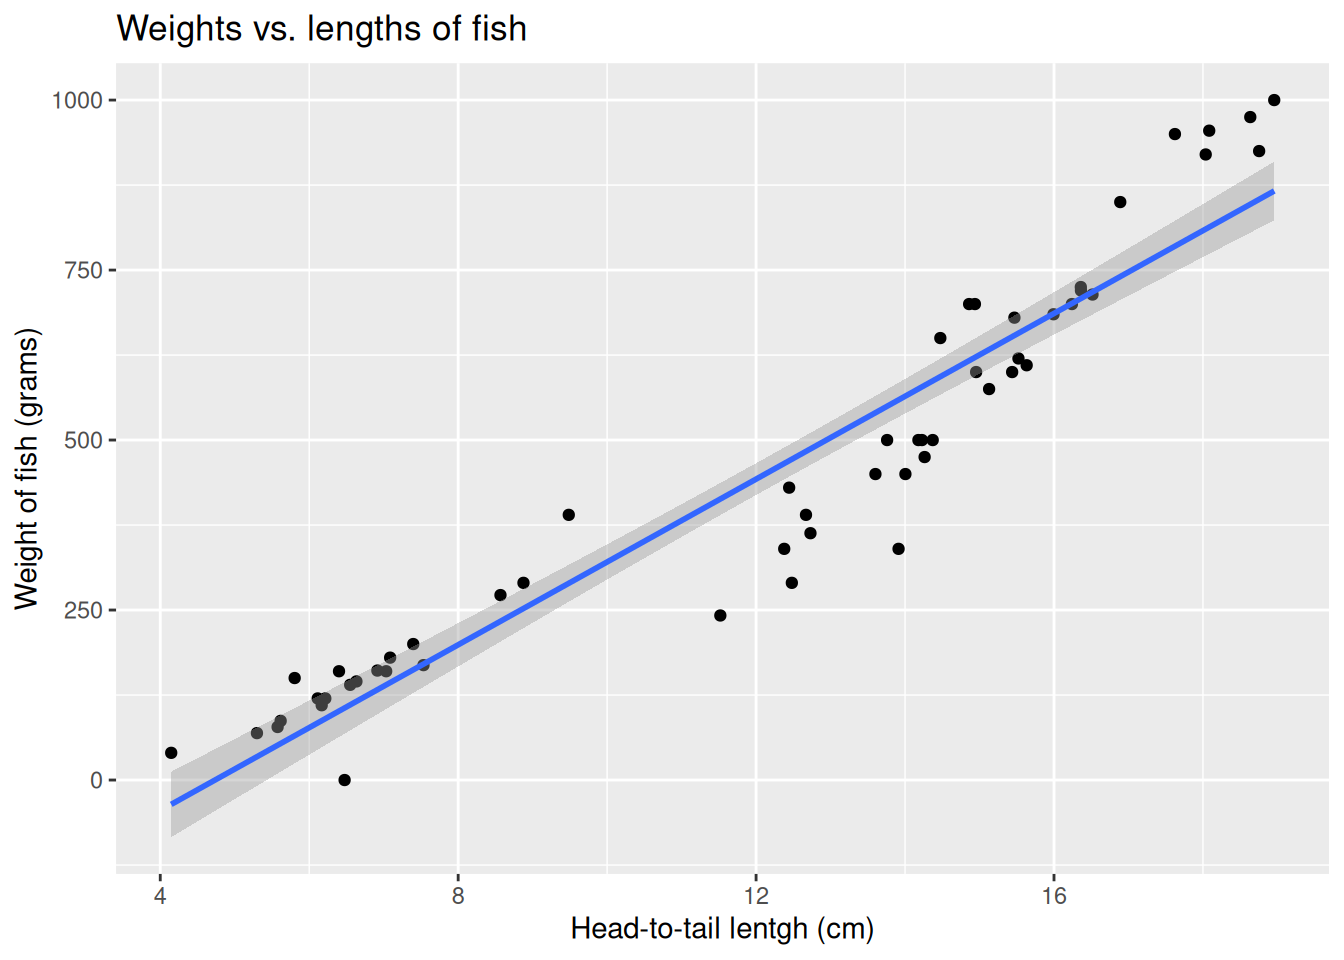 Weights vs. lengths of fish
1000
750
500
250
0
Weight of fish (grams)
4 8 12 16
Head-to-tail lentgh (cm)